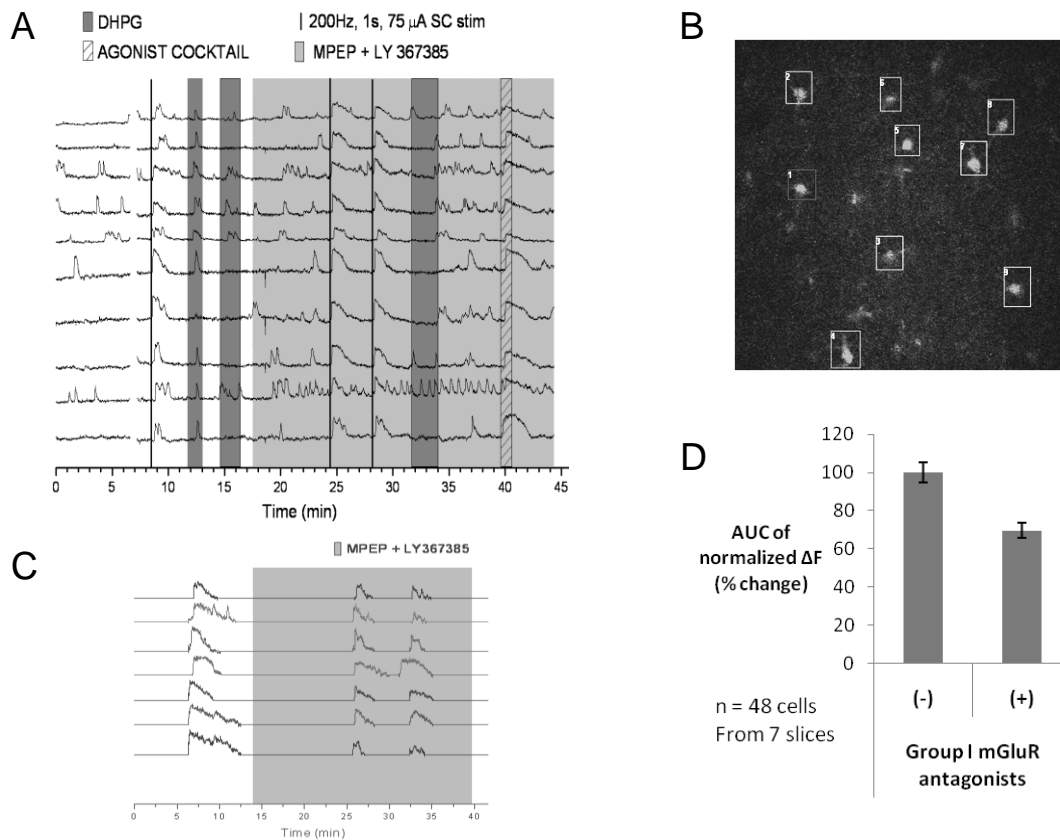 A
DHPG
200Hz, 1s, 75 µA SC stim
AGONIST COCKTAIL
MPEP + LY 367385
0 5 10 15 20 25 30 35 40 45
Time (min)
B
2
6
8
5
7
1
3
9
4
C
MPEP + LY367385
0 5 10 15 20 25 30 35 40
Time (min)
D
120
100
80
60
40
20
0
AUC of
normalized ΔF
(% change)
(-) (+)
n = 48 cells
From 7 slices
Group I mGluR
antagonists